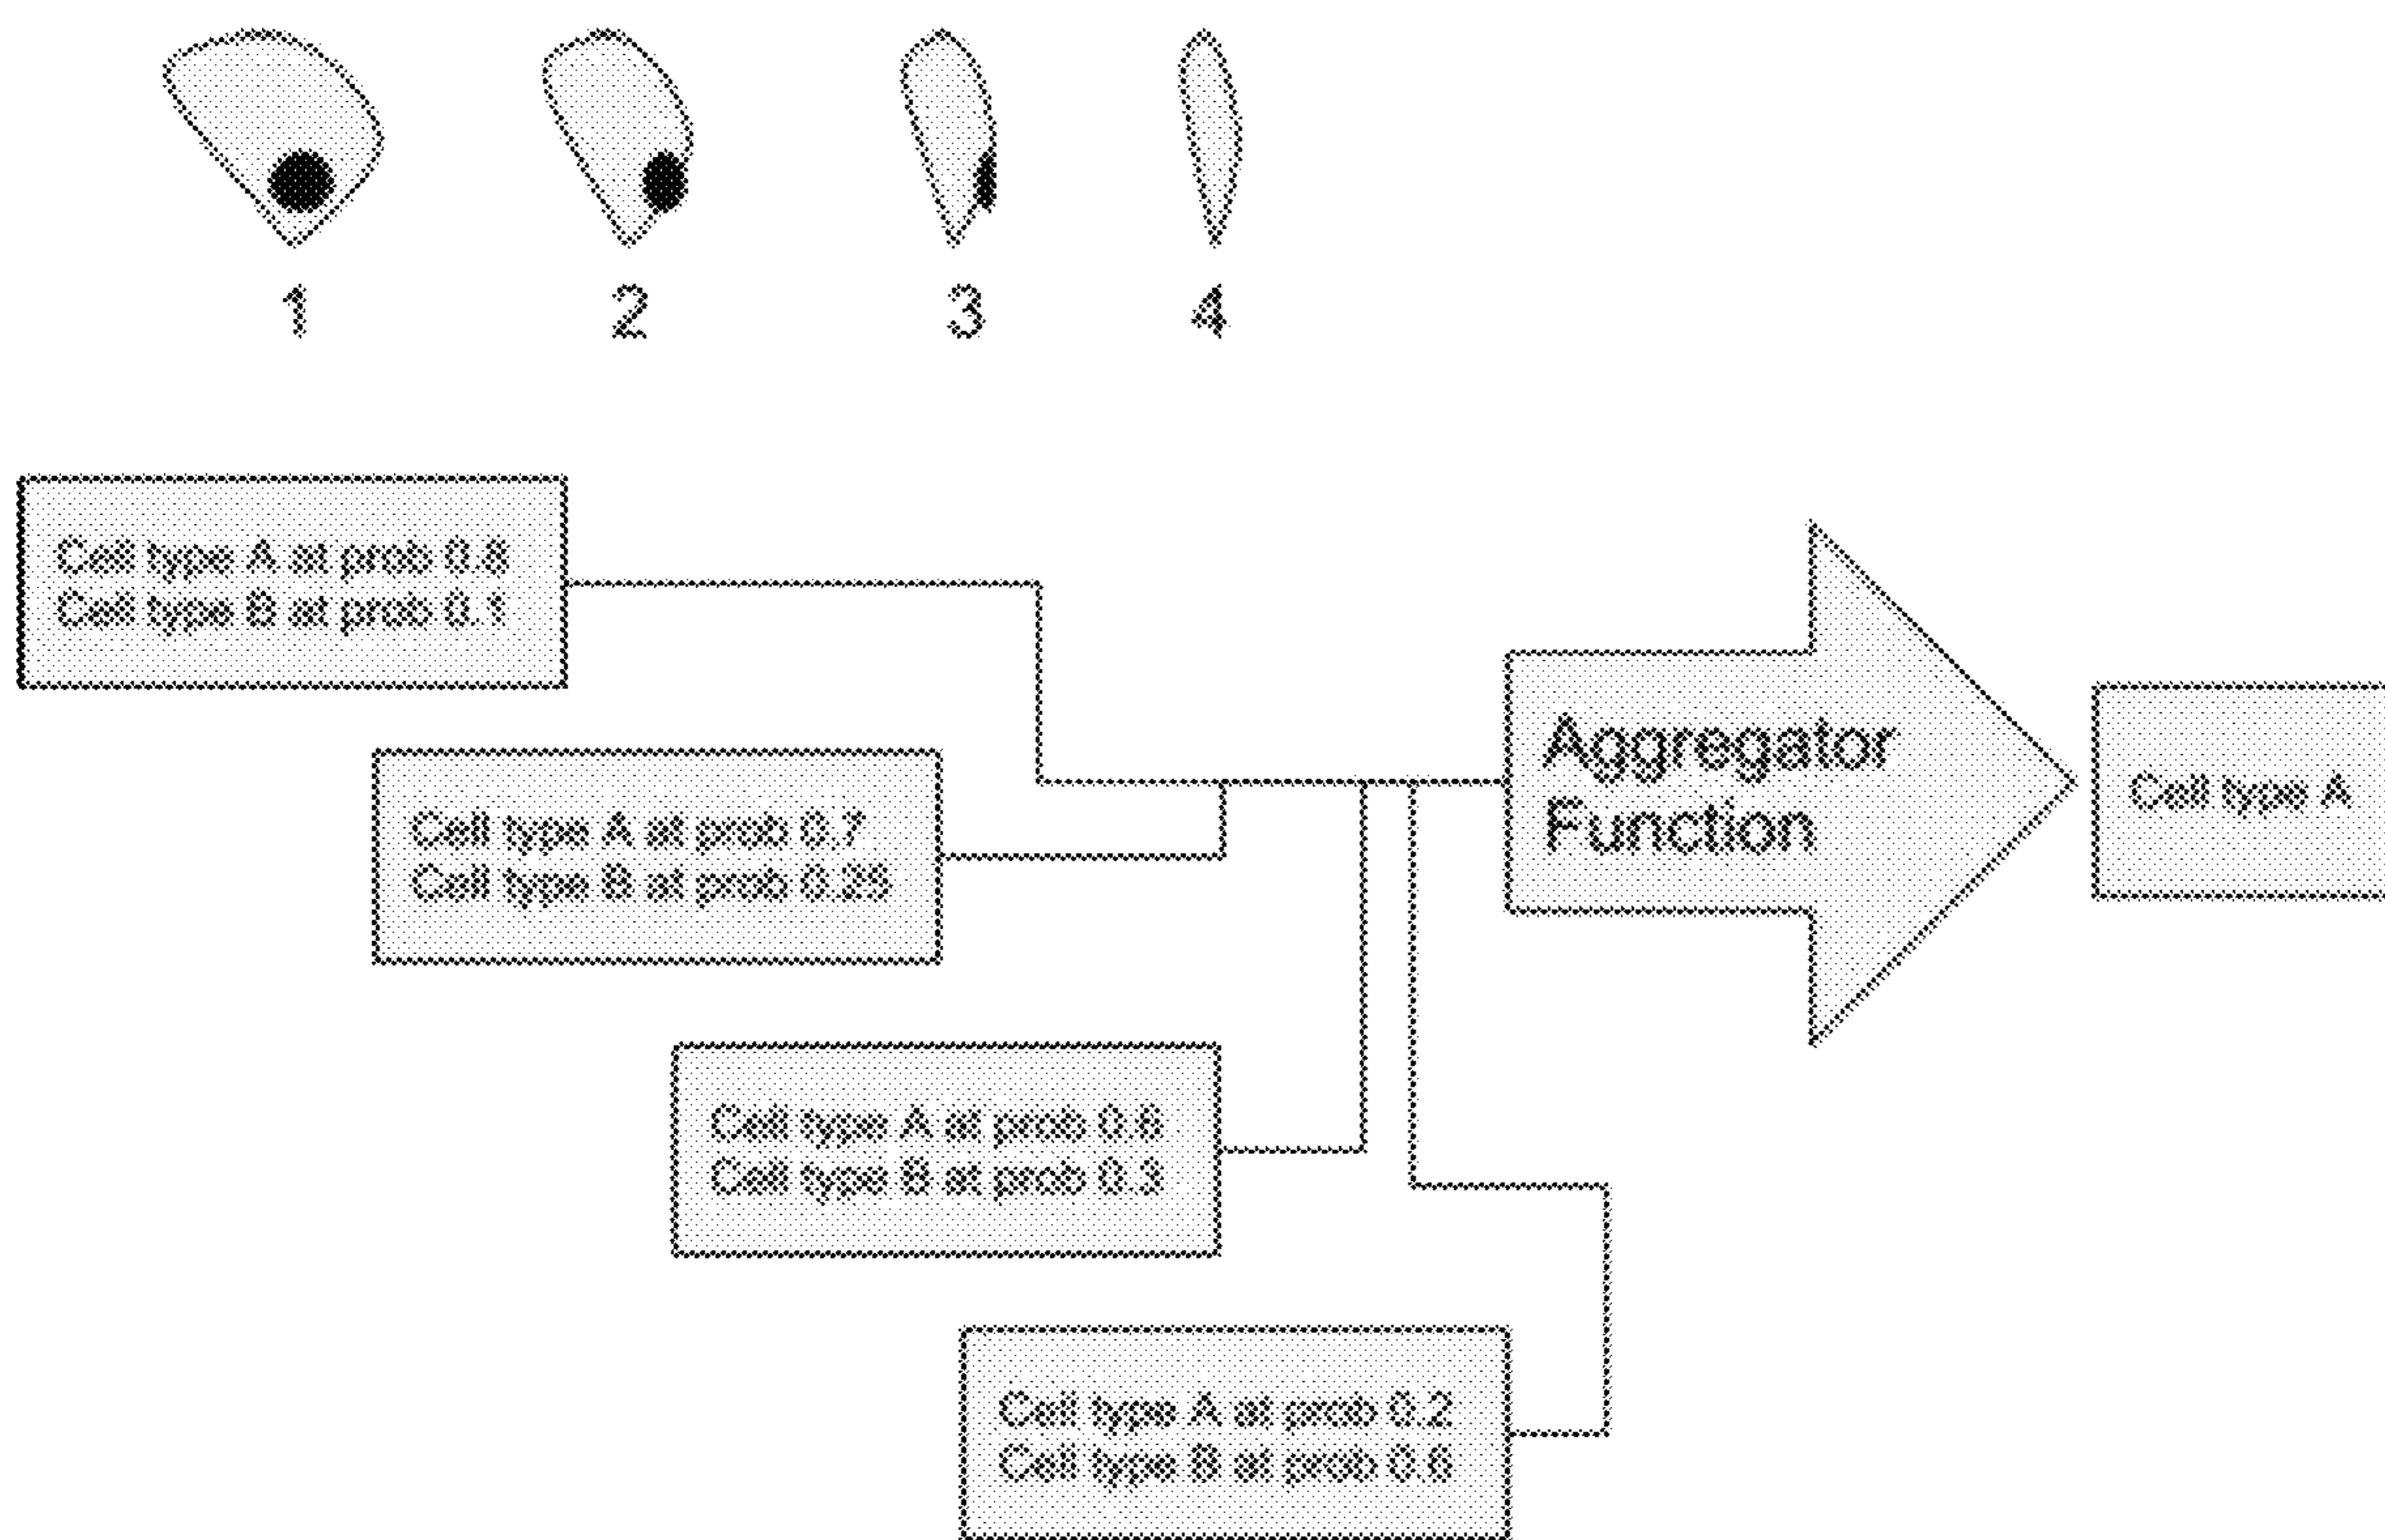 1
2
3
4
Cell type A at prob 0.8
Cell type B at prob 0.1
Cell type A at prob 0.7
Cell type B at prob
Cell type A at prob 0.6
Cell type B at prob 0.3
Cell type A at prob 0.2
Cell type B at prob 0.6
Aggregator
Function
Cell type A